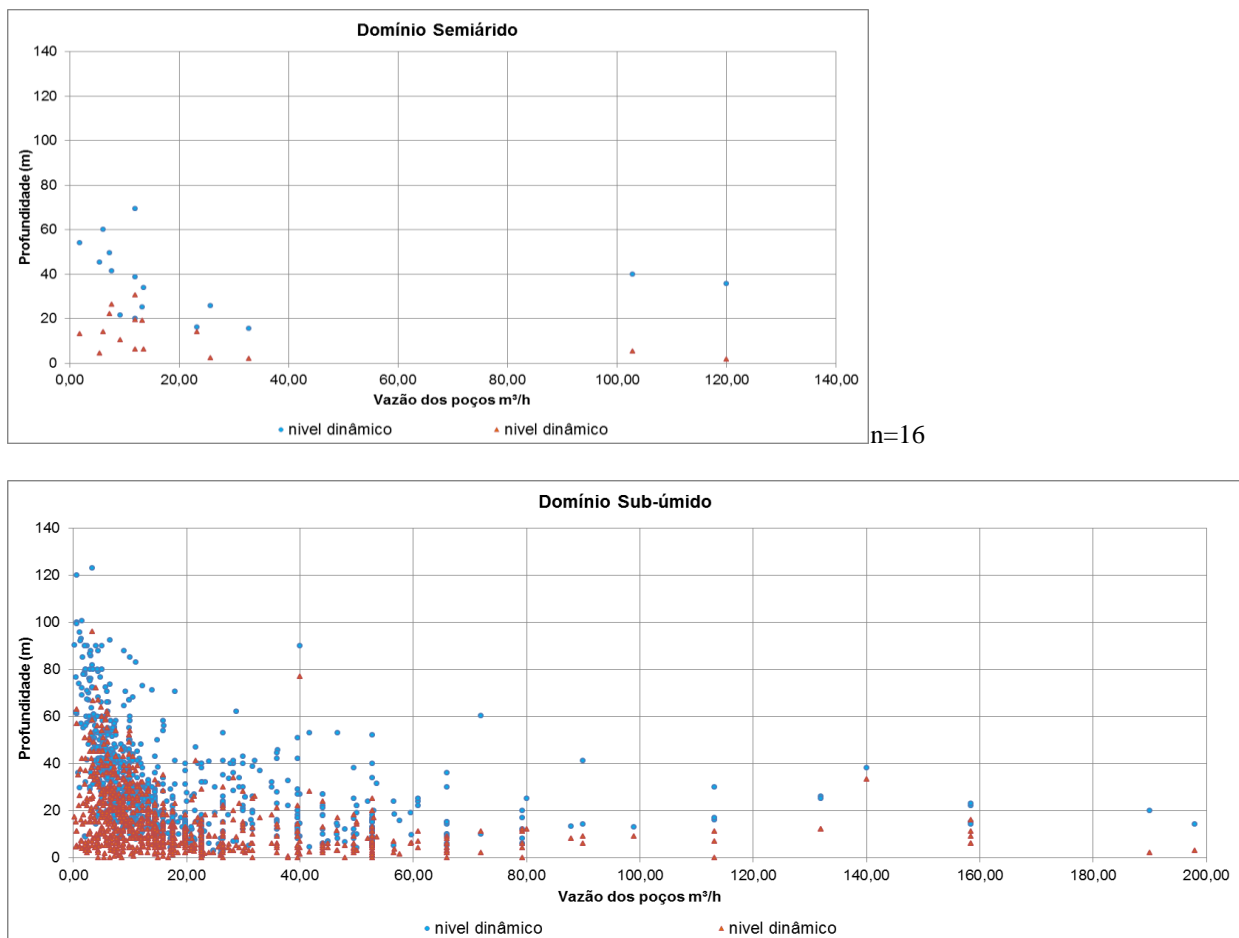 Domínio Semiárido
140
120
100
80
60
40
20
0
Profundidade (m)
0,00 20,00 40,00 60,00 80,00 100,00 120,00 140,00
Vazão dos poços m³/h
nivel dinâmico nivel dinâmico
n=16
Domínio Sub-úmido
140
120
100
80
60
40
20
0
Profundidade (m)
0,00 20,00 40,00 60,00 80,00 100,00 120,00 140,00 160,00 180,00 200,00
Vazão dos poços m³/h
nivel dinâmico nivel dinâmico